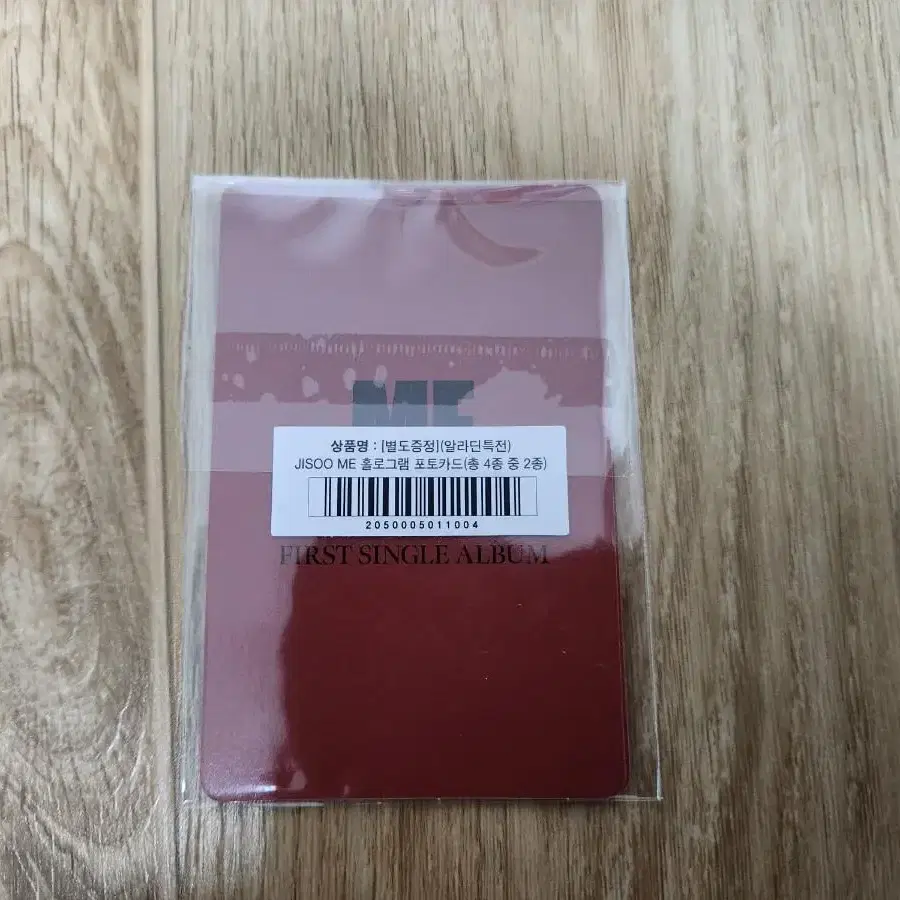 ME
상품명 : [별도증정](알라딘특전)
JISOO ME 홀로그램 포토카드(총 4종 중 2종)
2050005011004
FIRST SINGLE ALBUM